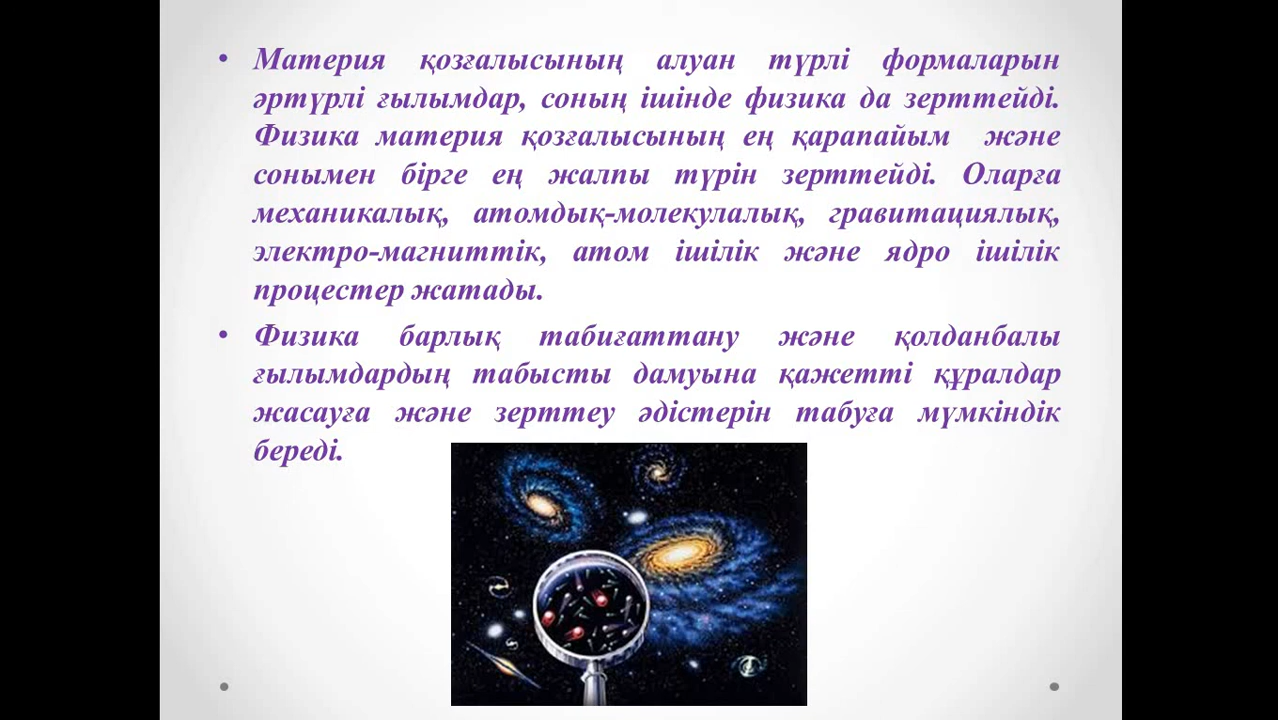 • Материя қозғалысының алуан түрлі формаларын
әртүрлі ғылымдар, соның ішінде физика да зерттейді.
Физика материя қозғалысының ең қарапайым және
сонымен бірге ең жалпы түрін зерттейді. Оларға
механикалық, атомдық-молекулалық, гравитациялық,
электро-магниттік, атом ішілік және ядро ішілік
процестер жатады.
• Физика барлық табиғаттану және қолданбалы
ғылымдардың табысты дамуына қажетті құралдар
жасауға және зерттеу әдістерін табуға мүмкіндік
береді.